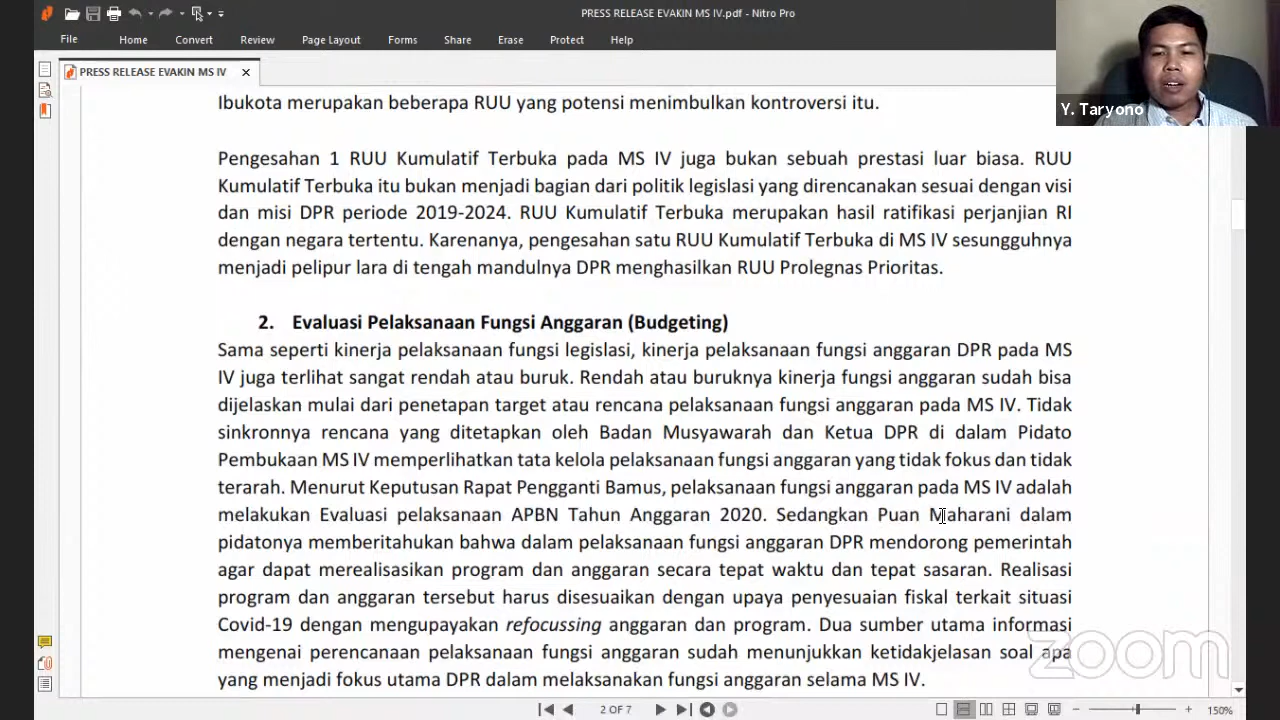 PRESS RELEASE EVAKIN MS IV.pdf - Nitro Pro
File Home Convert Review Page Layout Forms Share Erase Protect Help
PRESS RELEASE EVAKIN MS IV
Y. Taryono
Ibukota merupakan beberapa RUU yang potensi menimbulkan kontroversi itu.
Pengesahan 1 RUU Kumulatif Terbuka pada MS IV juga bukan sebuah prestasi luar biasa. RUU
Kumulatif Terbuka itu bukan menjadi bagian dari politik legislasi yang direncanakan sesuai dengan visi
dan misi DPR periode 2019-2024. RUU Kumulatif Terbuka merupakan hasil ratifikasi perjanjian RI
dengan negara tertentu. Karenanya, pengesahan satu RUU Kumulatif Terbuka di MS IV sesungguhnya
menjadi pelipur lara di tengah mandulnya DPR menghasilkan RUU Prolegnas Prioritas.
2. Evaluasi Pelaksanaan Fungsi Anggaran (Budgeting)
Sama seperti kinerja pelaksanaan fungsi legislasi, kinerja pelaksanaan fungsi anggaran DPR pada MS
IV juga terlihat sangat rendah atau buruk. Rendah atau buruknya kinerja fungsi anggaran sudah bisa
dijelaskan mulai dari penetapan target atau rencana pelaksanaan fungsi anggaran pada MS IV. Tidak
sinkronnya rencana yang ditetapkan oleh Badan Musyawarah dan Ketua DPR di dalam Pidato
Pembukaan MS IV memperlihatkan tata kelola pelaksanaan fungsi anggaran yang tidak fokus dan tidak
terarah. Menurut Keputusan Rapat Pengganti Bamus, pelaksanaan fungsi anggaran pada MS IV adalah
melakukan Evaluasi pelaksanaan APBN Tahun Anggaran 2020. Sedangkan Puan Maharani dalam
pidatonya memberitahukan bahwa dalam pelaksanaan fungsi anggaran DPR mendorong pemerintah
agar dapat merealisasikan program dan anggaran secara tepat waktu dan tepat sasaran. Realisasi
program dan anggaran tersebut harus disesuaikan dengan upaya penyesuaian fiskal terkait situasi
Covid-19 dengan mengupayakan refocussing anggaran dan program. Dua sumber utama informasi
mengenai perencanaan pelaksanaan fungsi anggaran sudah menunjukkan ketidakjelasan soal apa
yang menjadi fokus utama DPR dalam melaksanakan fungsi anggaran selama MS IV.
zoom
2 OF 7
150%